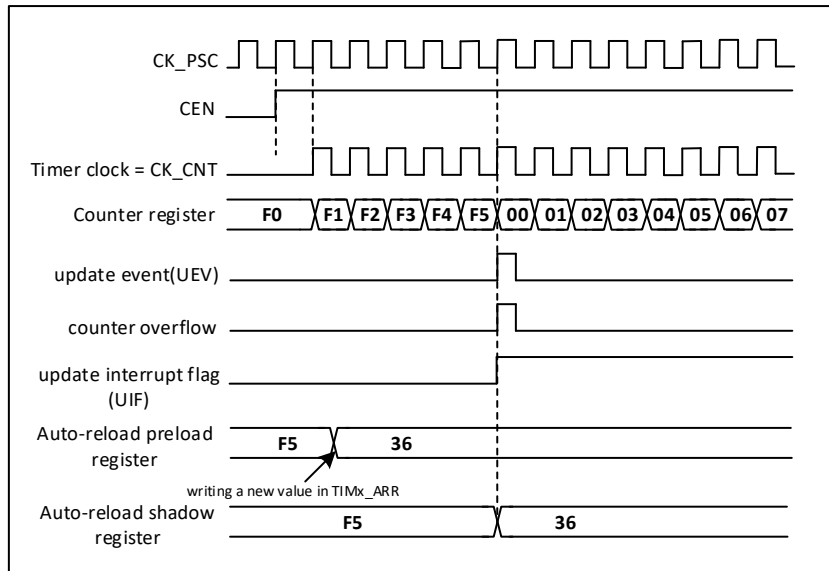 CK_PSC
CEN
Timer clock = CK_CNT
Counter register F0 F1 F2 F3 F4 F5 00 01 02 03 04 05 06 07
update event(UEV)
counter overflow
update interrupt flag
(UIF)
Auto-reload preload
register
F5 36
writing a new value in TIMx_ARR
Auto-reload shadow
register
F5 36